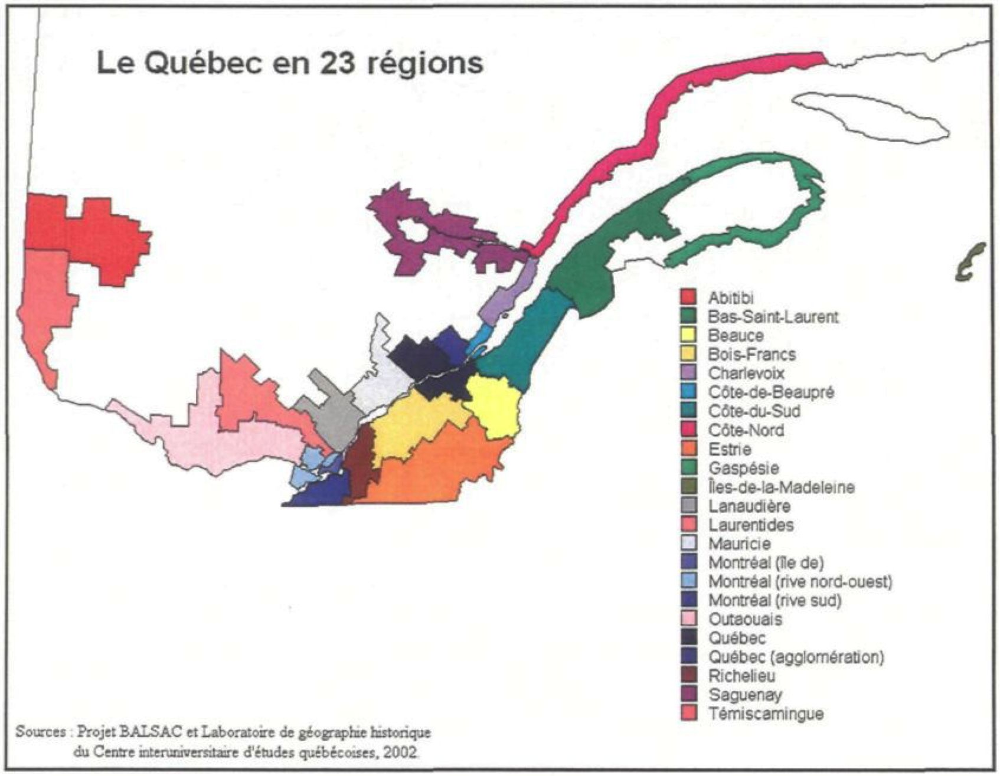 Le Québec en 23 régions
Abitibi
Bas-Saint-Laurent
Beauce
Bois-Francs
Charlevoix
Côte-de-Beaupré
Côte-du-Sud
Côte-Nord
Estrie
Gaspésie
Îles-de-la-Madeleine
Lanaudière
Laurentides
Mauricie
Montréal (île de)
Montréal (rive nord-ouest)
Montréal (rive sud)
Outaouais
Québec
Québec (agglomération)
Richelieu
Saguenay
Témiscamingue
Sources : Projet BALSAC et Laboratoire de géographie historique
du Centre interuniversitaire d'études québécoises, 2002